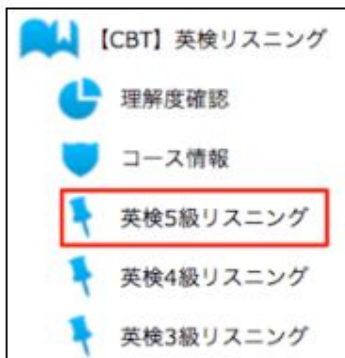 【CBT】英検リスニング
理解度確認
コース情報
英検5級リスニング
英検4級リスニング
英検3級リスニング